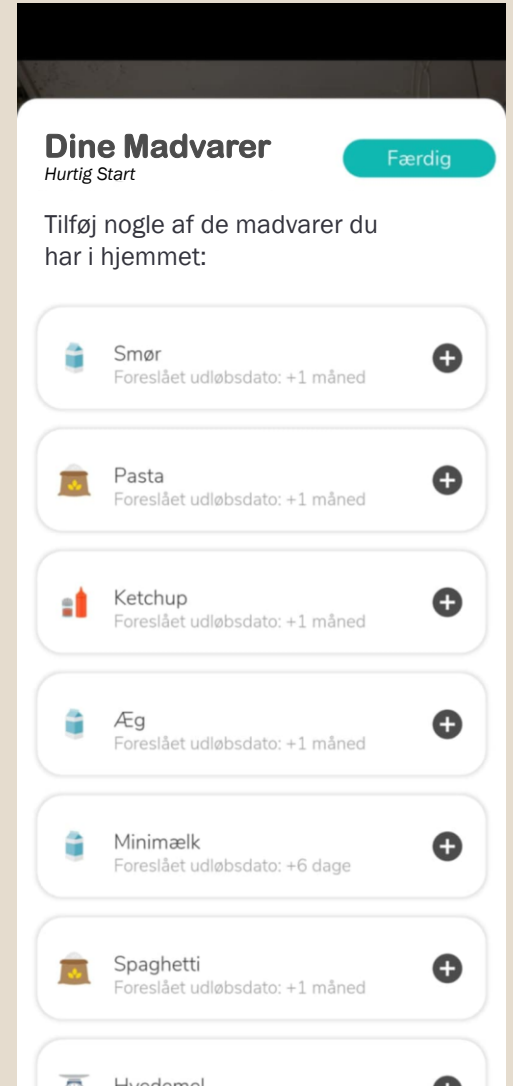 Dine Madvarer
Færdig
Hurtig Start
Tilføj nogle af de madvarer du
har i hjemmet:
Smør
Foreslået udløbsdato: +1 måned
Pasta
Foreslået udløbsdato: +1 måned
Ketchup
Foreslået udløbsdato: +1 måned
Æg
Foreslået udløbsdato: +1 måned
Minimælk
Foreslået udløbsdato: +6 dage
Spaghetti
Foreslået udløbsdato: +1 måned
Hvedemel